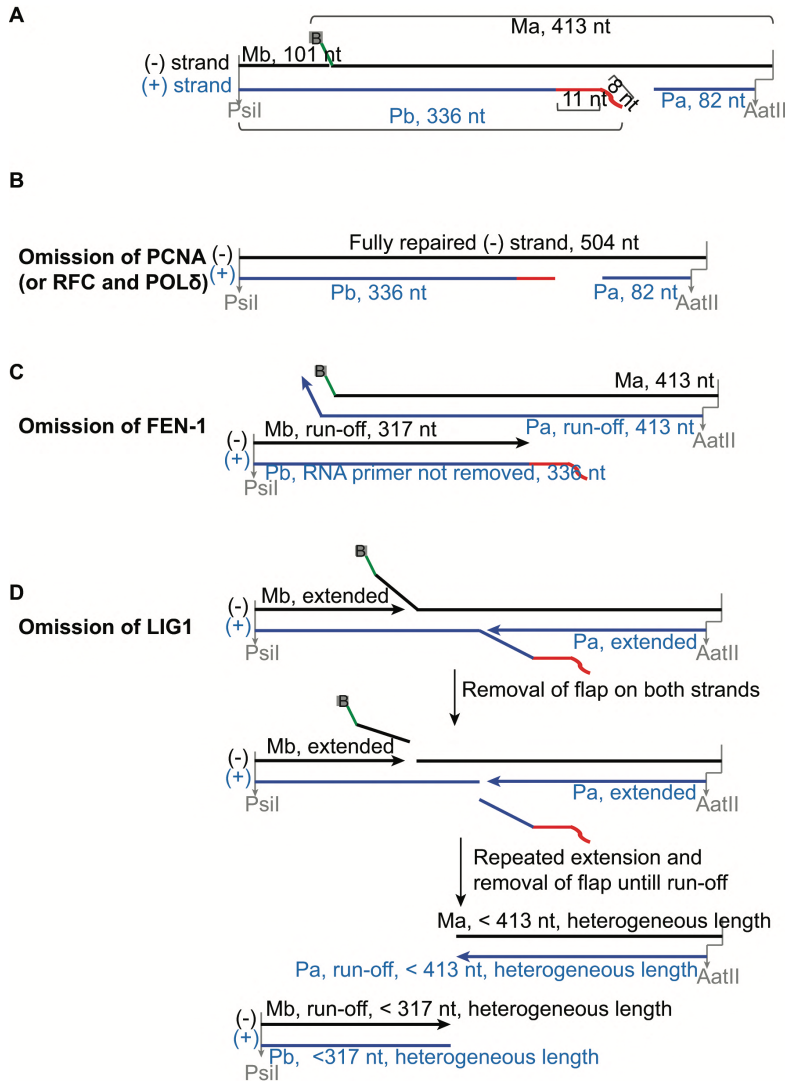 A
Ma, 413 nt
B
Mb, 101 nt
(-) strand
(+) strand
PsiI
11 nt
8 nt
Pa, 82 nt
AatII
Pb, 336 nt
B
Omission of PCNA
(or RFC and POLδ)
(-)
Fully repaired (-) strand, 504 nt
(+)
PsiI
Pb, 336 nt
Pa, 82 nt
AatII
C
Omission of FEN-1
B
Ma, 413 nt
Pa, run-off, 413 nt
AatII
(-)
Mb, run-off, 317 nt
(+)
Pb, RNA primer not removed, 336 nt
PsiI
D
Omission of LIG1
B
(-)
Mb, extended
(+)
Pa, extended
PsiI
AatII
Removal of flap on both strands
B
(-)
Mb, extended
(+)
Pa, extended
PsiI
AatII
Repeated extension and
removal of flap untill run-off
Ma, < 413 nt, heterogeneous length
Pa, run-off, < 413 nt, heterogeneous length
AatII
(-)
Mb, run-off, < 317 nt, heterogeneous length
(+)
Pb, <317 nt, heterogeneous length
PsiI